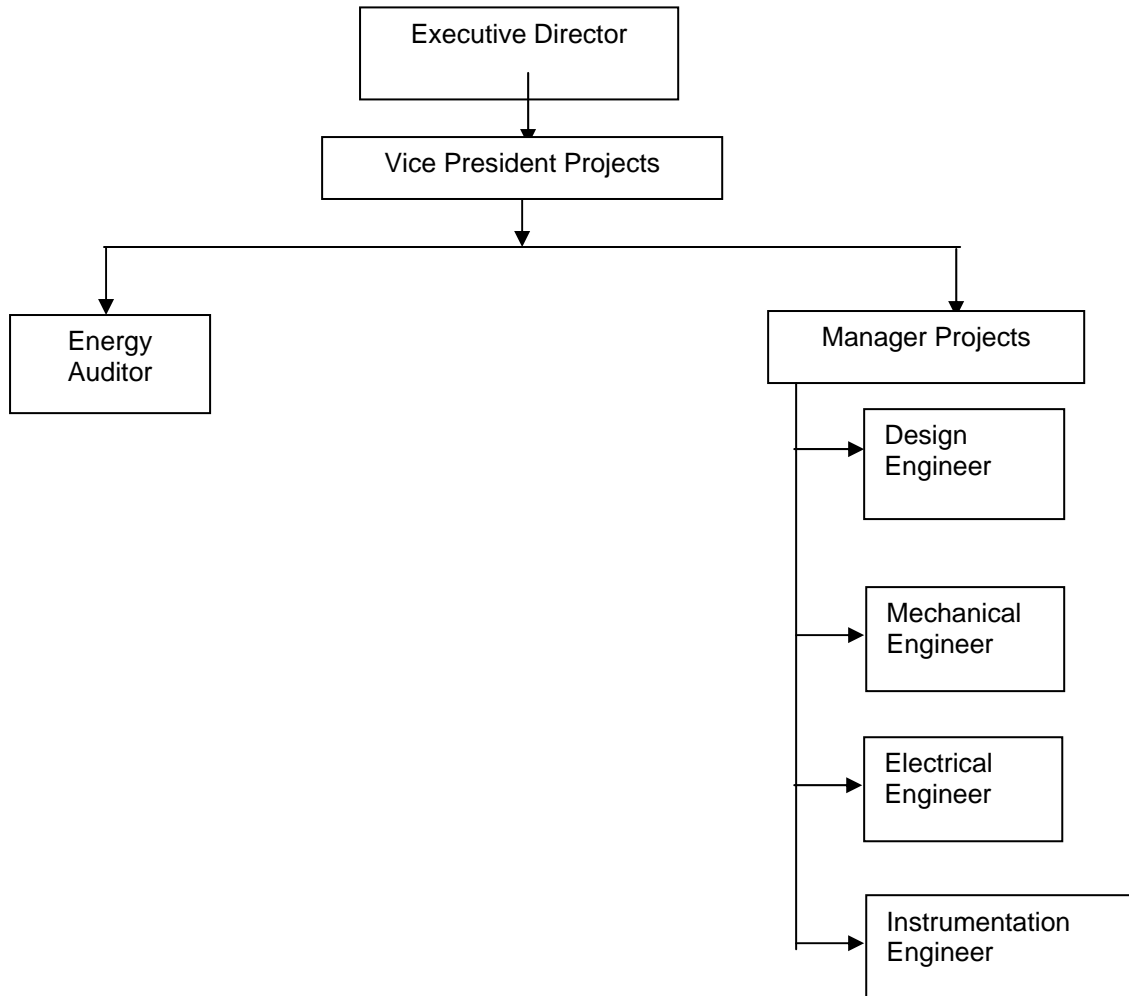 Executive Director
Vice President Projects
Energy
Auditor
Manager Projects
Design
Engineer
Mechanical
Engineer
Electrical
Engineer
Instrumentation
Engineer